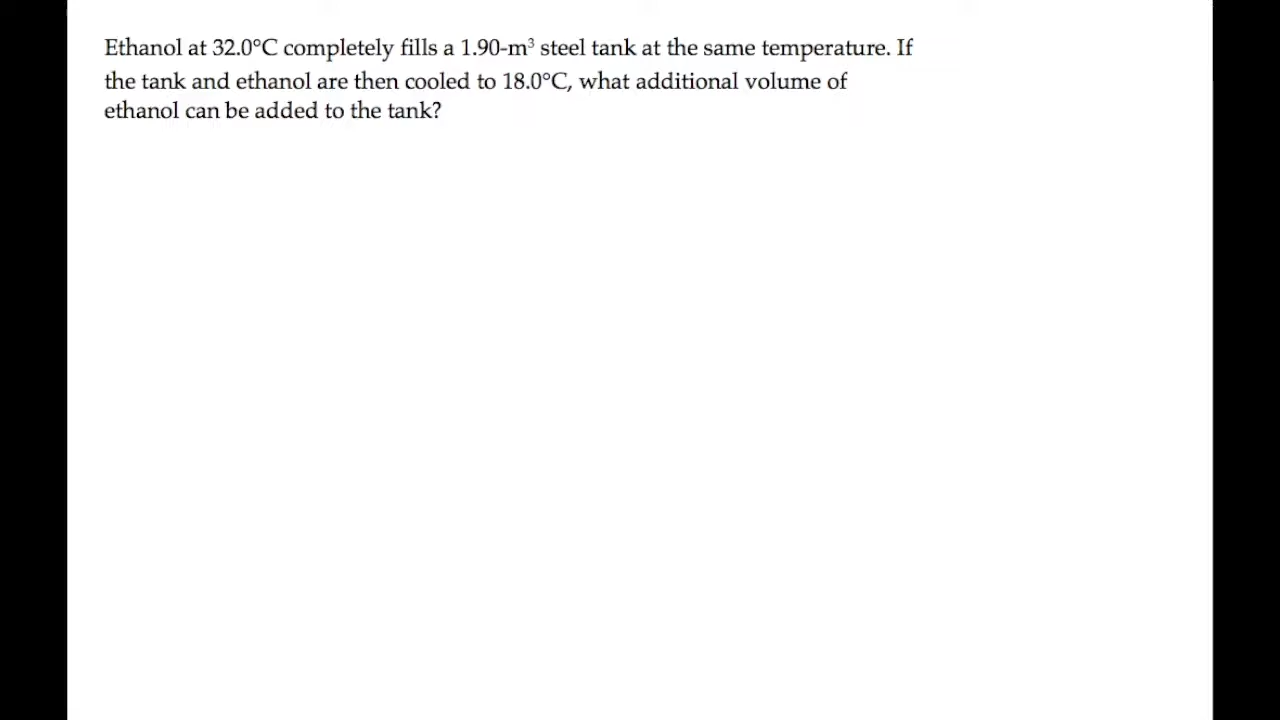 Ethanol at 32.0°C completely fills a 1.90-m³ steel tank at the same temperature. If
the tank and ethanol are then cooled to 18.0°C, what additional volume of
ethanol can be added to the tank?